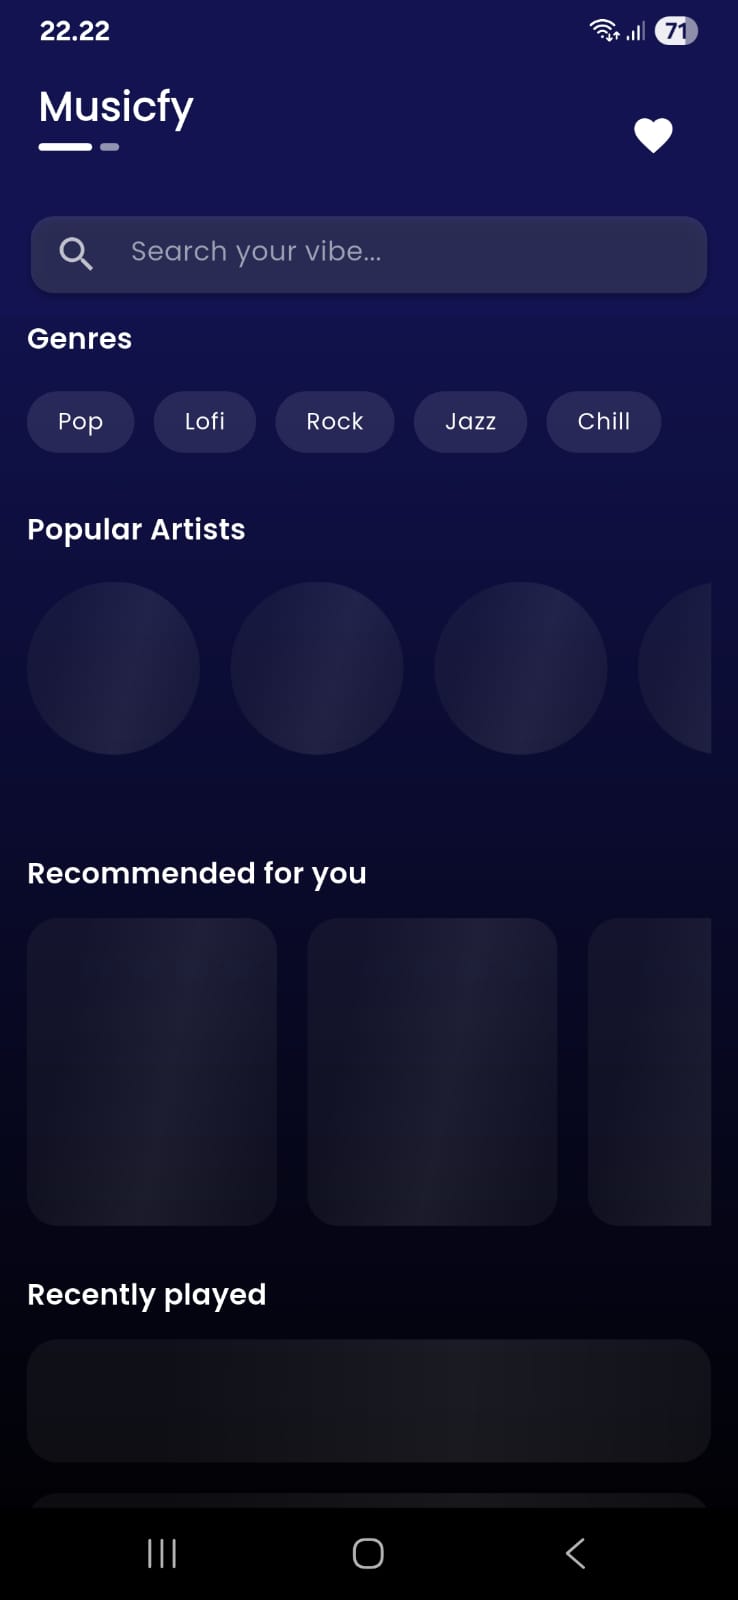 22.22
71
Musicfy
Search your vibe...
Genres
Pop Lofi Rock Jazz Chill
Popular Artists
Recommended for you
Recently played